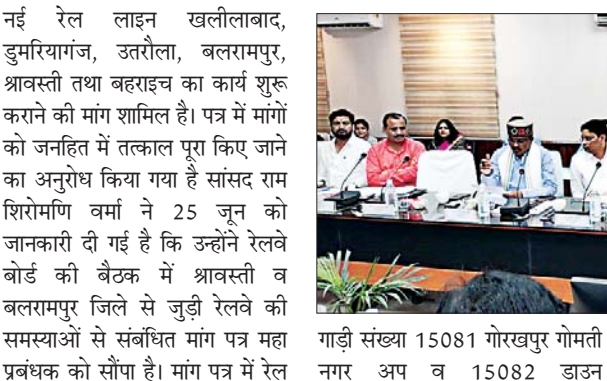 नई रेल लाइन खलीलाबाद,
डुमरियागंज, उतरौला, बलरामपुर,
श्रावस्ती तथा बहराइच का कार्य शुरू
कराने की मांग शामिल है। पत्र में मांगों
को जनहित में तत्काल पूरा किए जाने
का अनुरोध किया गया है सांसद राम
शिरोमणि वर्मा ने 25 जून को
जानकारी दी गई है कि उन्होंने रेलवे
बोर्ड की बैठक में श्रावस्ती व
बलरामपुर जिले से जुड़ी रेलवे की
समस्याओं से संबंधित मांग पत्र महा
प्रबंधक को सौंपा है। मांग पत्र में रेल
गाड़ी संख्या 15081 गोरखपुर गोमती
नगर अप व 15082 डाउन